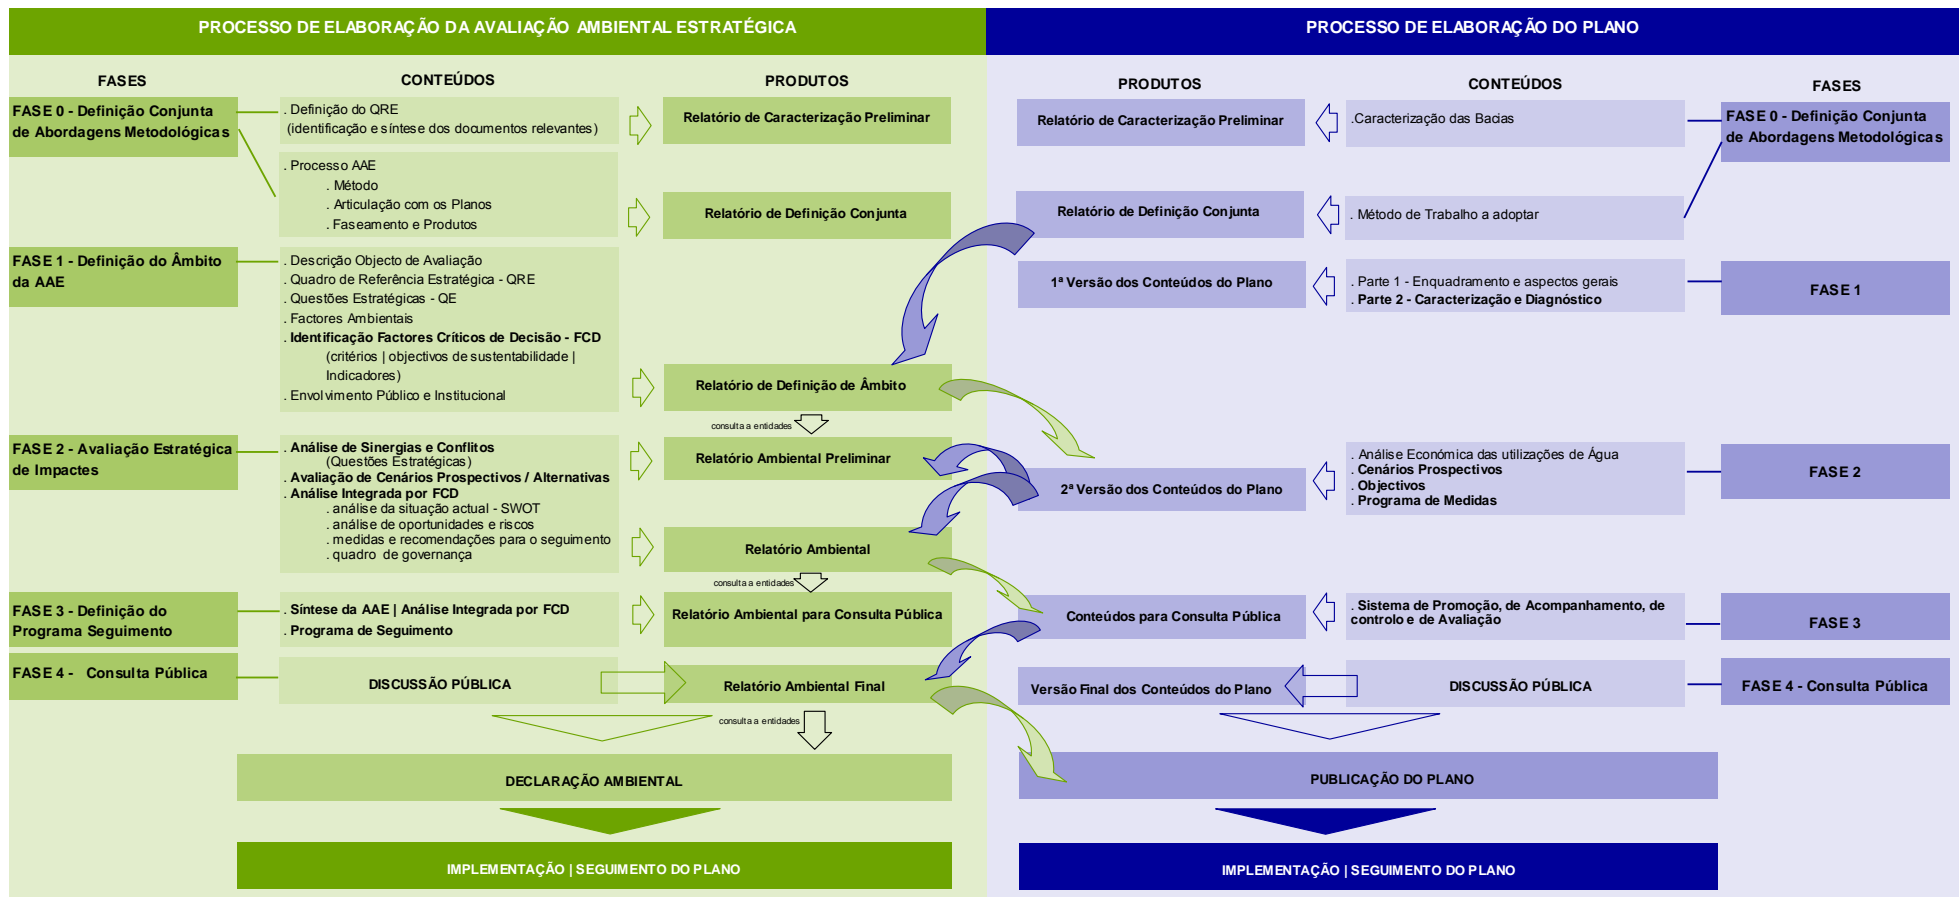 PROCESSO DE ELABORAÇÃO DA AVALIAÇÃO AMBIENTAL ESTRATÉGICA
FASES
CONTEÚDOS
PRODUTOS
FASE 0 - Definição Conjunta
de Abordagens Metodológicas
. Definição do QRE
(identificação e síntese dos documentos relevantes)
Relatório de Caracterização Preliminar
. Processo AAE
. Método
. Articulação com os Planos
. Faseamento e Produtos
Relatório de Definição Conjunta
FASE 1 - Definição do Âmbito
da AAE
. Descrição Objecto de Avaliação
. Quadro de Referência Estratégica - QRE
. Questões Estratégicas - QE
. Factores Ambientais
. Identificação Factores Críticos de Decisão - FCD
(critérios | objectivos de sustentabilidade |
Indicadores)
. Envolvimento Público e Institucional
Relatório de Definição de Âmbito
consulta a entidades
FASE 2 - Avaliação Estratégica
de Impactes
. Análise de Sinergias e Conflitos
(Questões Estratégicas)
. Avaliação de Cenários Prospectivos / Alternativas
. Análise Integrada por FCD
. análise da situação actual - SWOT
. análise de oportunidades e riscos
. medidas e recomendações para o seguimento
. quadro de governança
Relatório Ambiental Preliminar
Relatório Ambiental
consulta a entidades
FASE 3 - Definição do
Programa Seguimento
. Síntese da AAE | Análise Integrada por FCD
. Programa de Seguimento
Relatório Ambiental para Consulta Pública
FASE 4 - Consulta Pública
DISCUSSÃO PÚBLICA
Relatório Ambiental Final
consulta a entidades
DECLARAÇÃO AMBIENTAL
IMPLEMENTAÇÃO | SEGUIMENTO DO PLANO
PROCESSO DE ELABORAÇÃO DO PLANO
PRODUTOS
CONTEÚDOS
FASES
Relatório de Caracterização Preliminar
.Caracterização das Bacias
FASE 0 - Definição Conjunta
de Abordagens Metodológicas
Relatório de Definição Conjunta
. Método de Trabalho a adoptar
1ª Versão dos Conteúdos do Plano
. Parte 1 - Enquadramento e aspectos gerais
. Parte 2 - Caracterização e Diagnóstico
FASE 1
2ª Versão dos Conteúdos do Plano
. Análise Económica das utilizações de Água
. Cenários Prospectivos
. Objectivos
. Programa de Medidas
FASE 2
Conteúdos para Consulta Pública
. Sistema de Promoção, de Acompanhamento, de
controlo e de Avaliação
FASE 3
Versão Final dos Conteúdos do Plano
DISCUSSÃO PÚBLICA
FASE 4 - Consulta Pública
PUBLICAÇÃO DO PLANO
IMPLEMENTAÇÃO | SEGUIMENTO DO PLANO